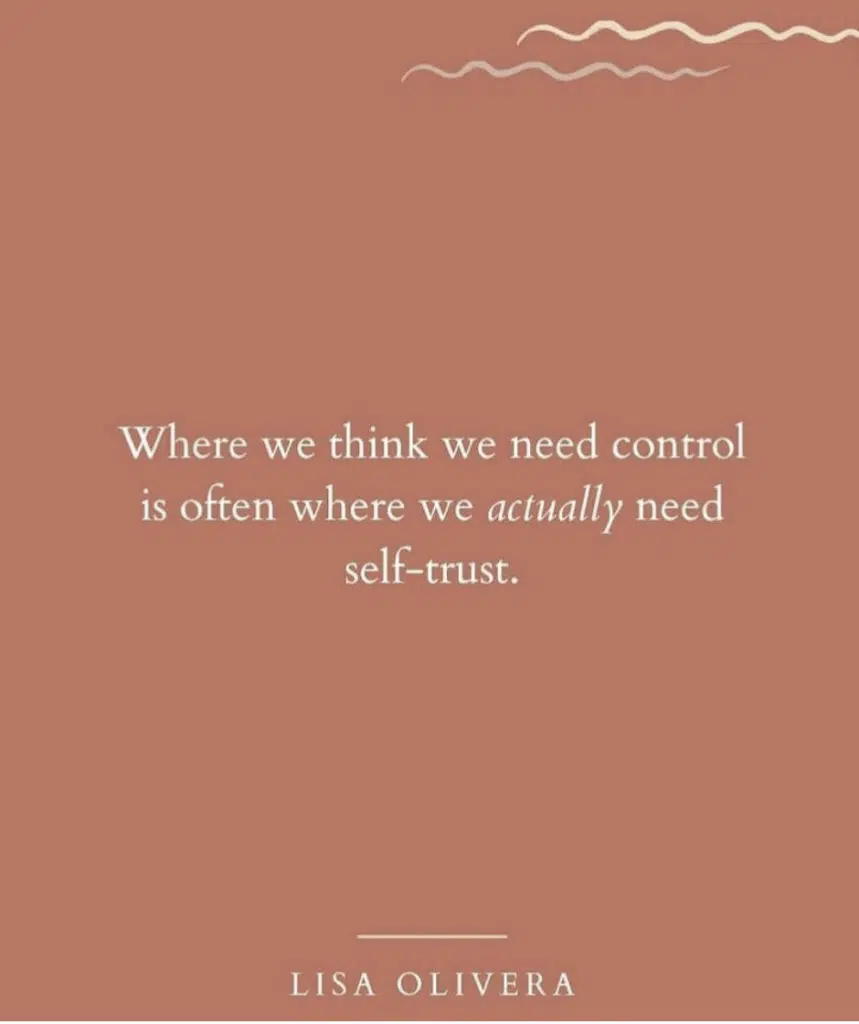 Where we think we need control
is often where we actually need
self-trust.
LISA OLIVERA